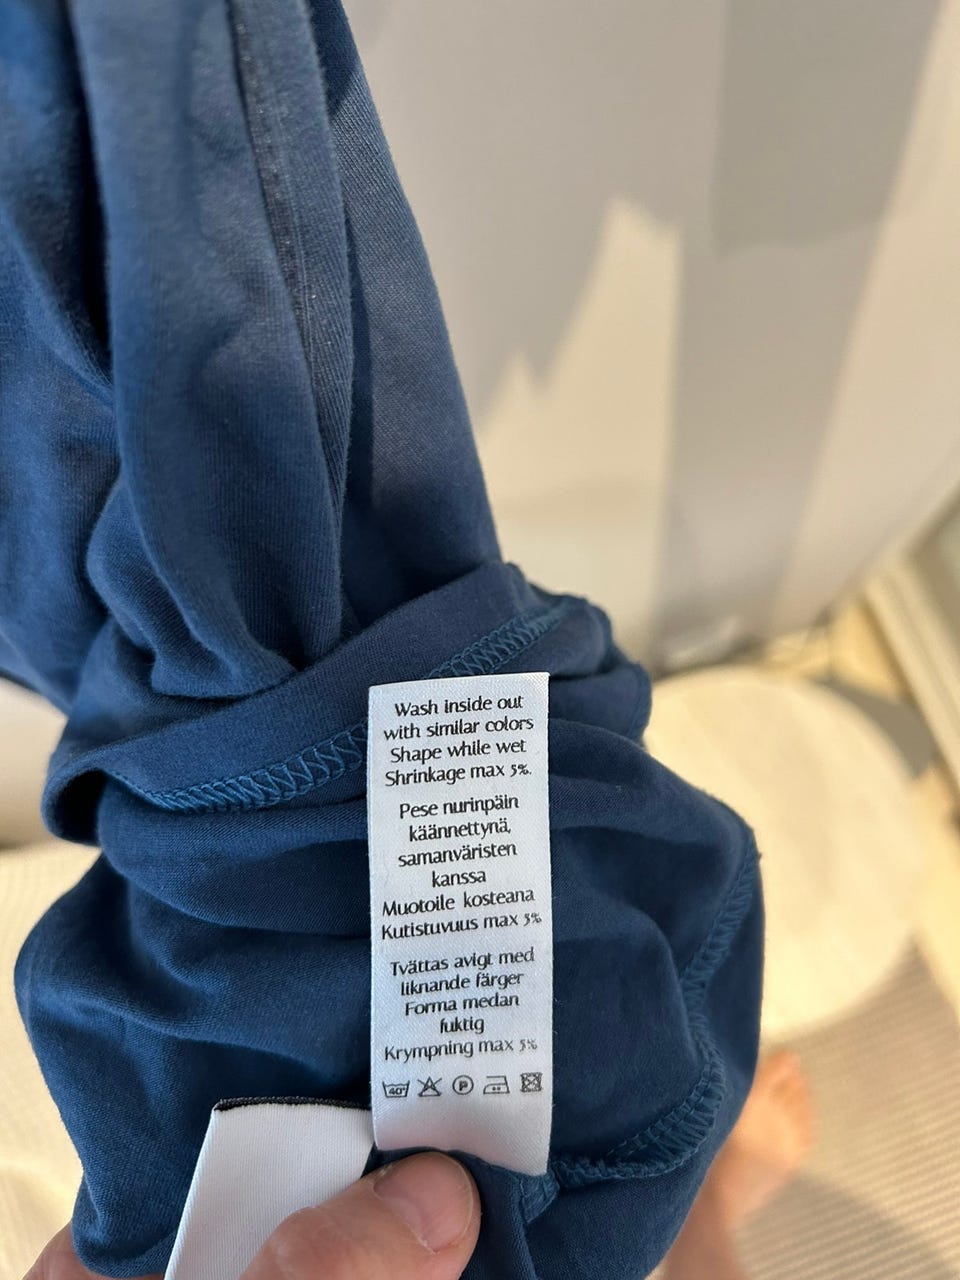 Wash inside out
with similar colors
Shape while wet
Shrinkage max 5%.
Pese nurinpäin
käännettynä,
samanväristen
kanssa
Muotoile kosteana
Kutistuvuus max 5%
Tvättas avigt med
liknande färger
Forma medan
fuktig
Krympning max 5%
40° P